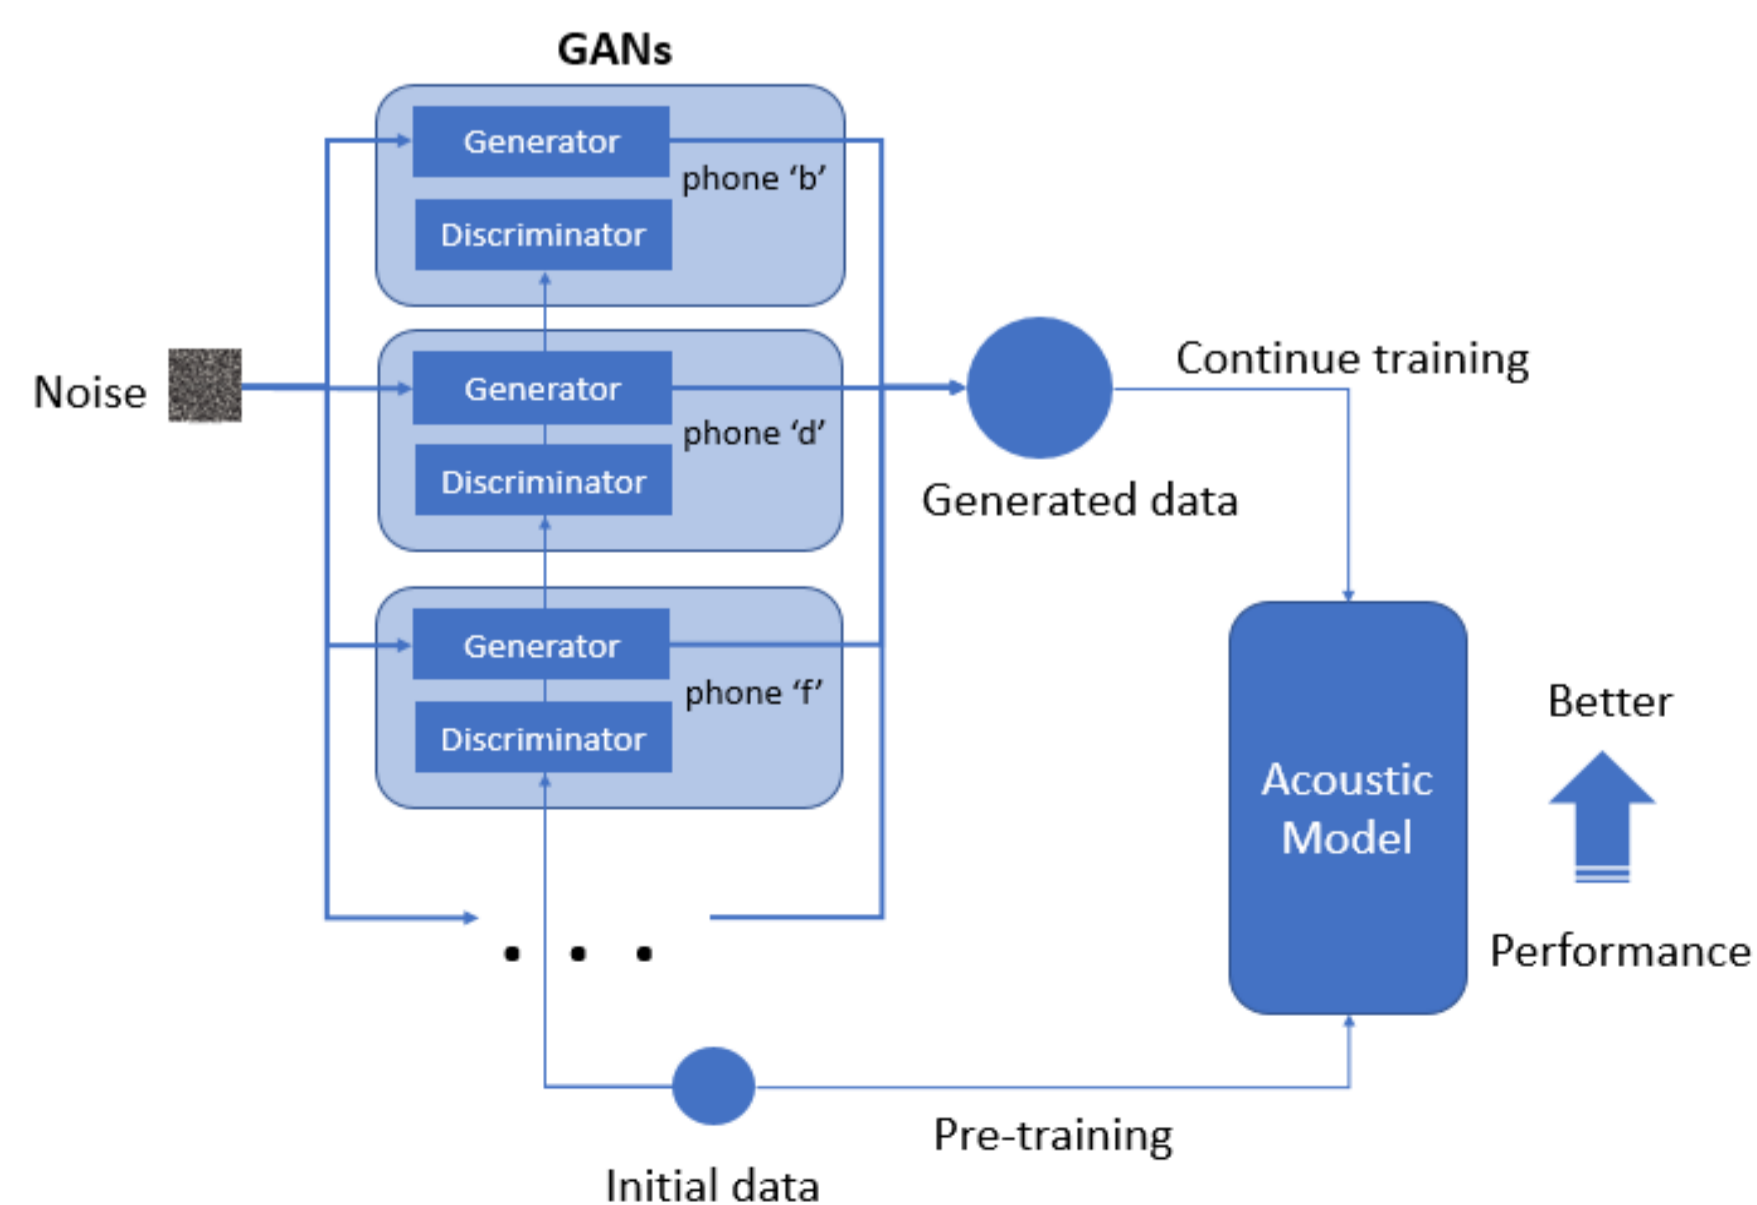 GANs
Generator
phone ‘b’
Discriminator
Noise
Generator
phone ‘d’
Discriminator
Continue training
Generated data
Generator
phone ‘f’
Discriminator
Better
Acoustic
Model
Performance
. . .
Pre-training
Initial data